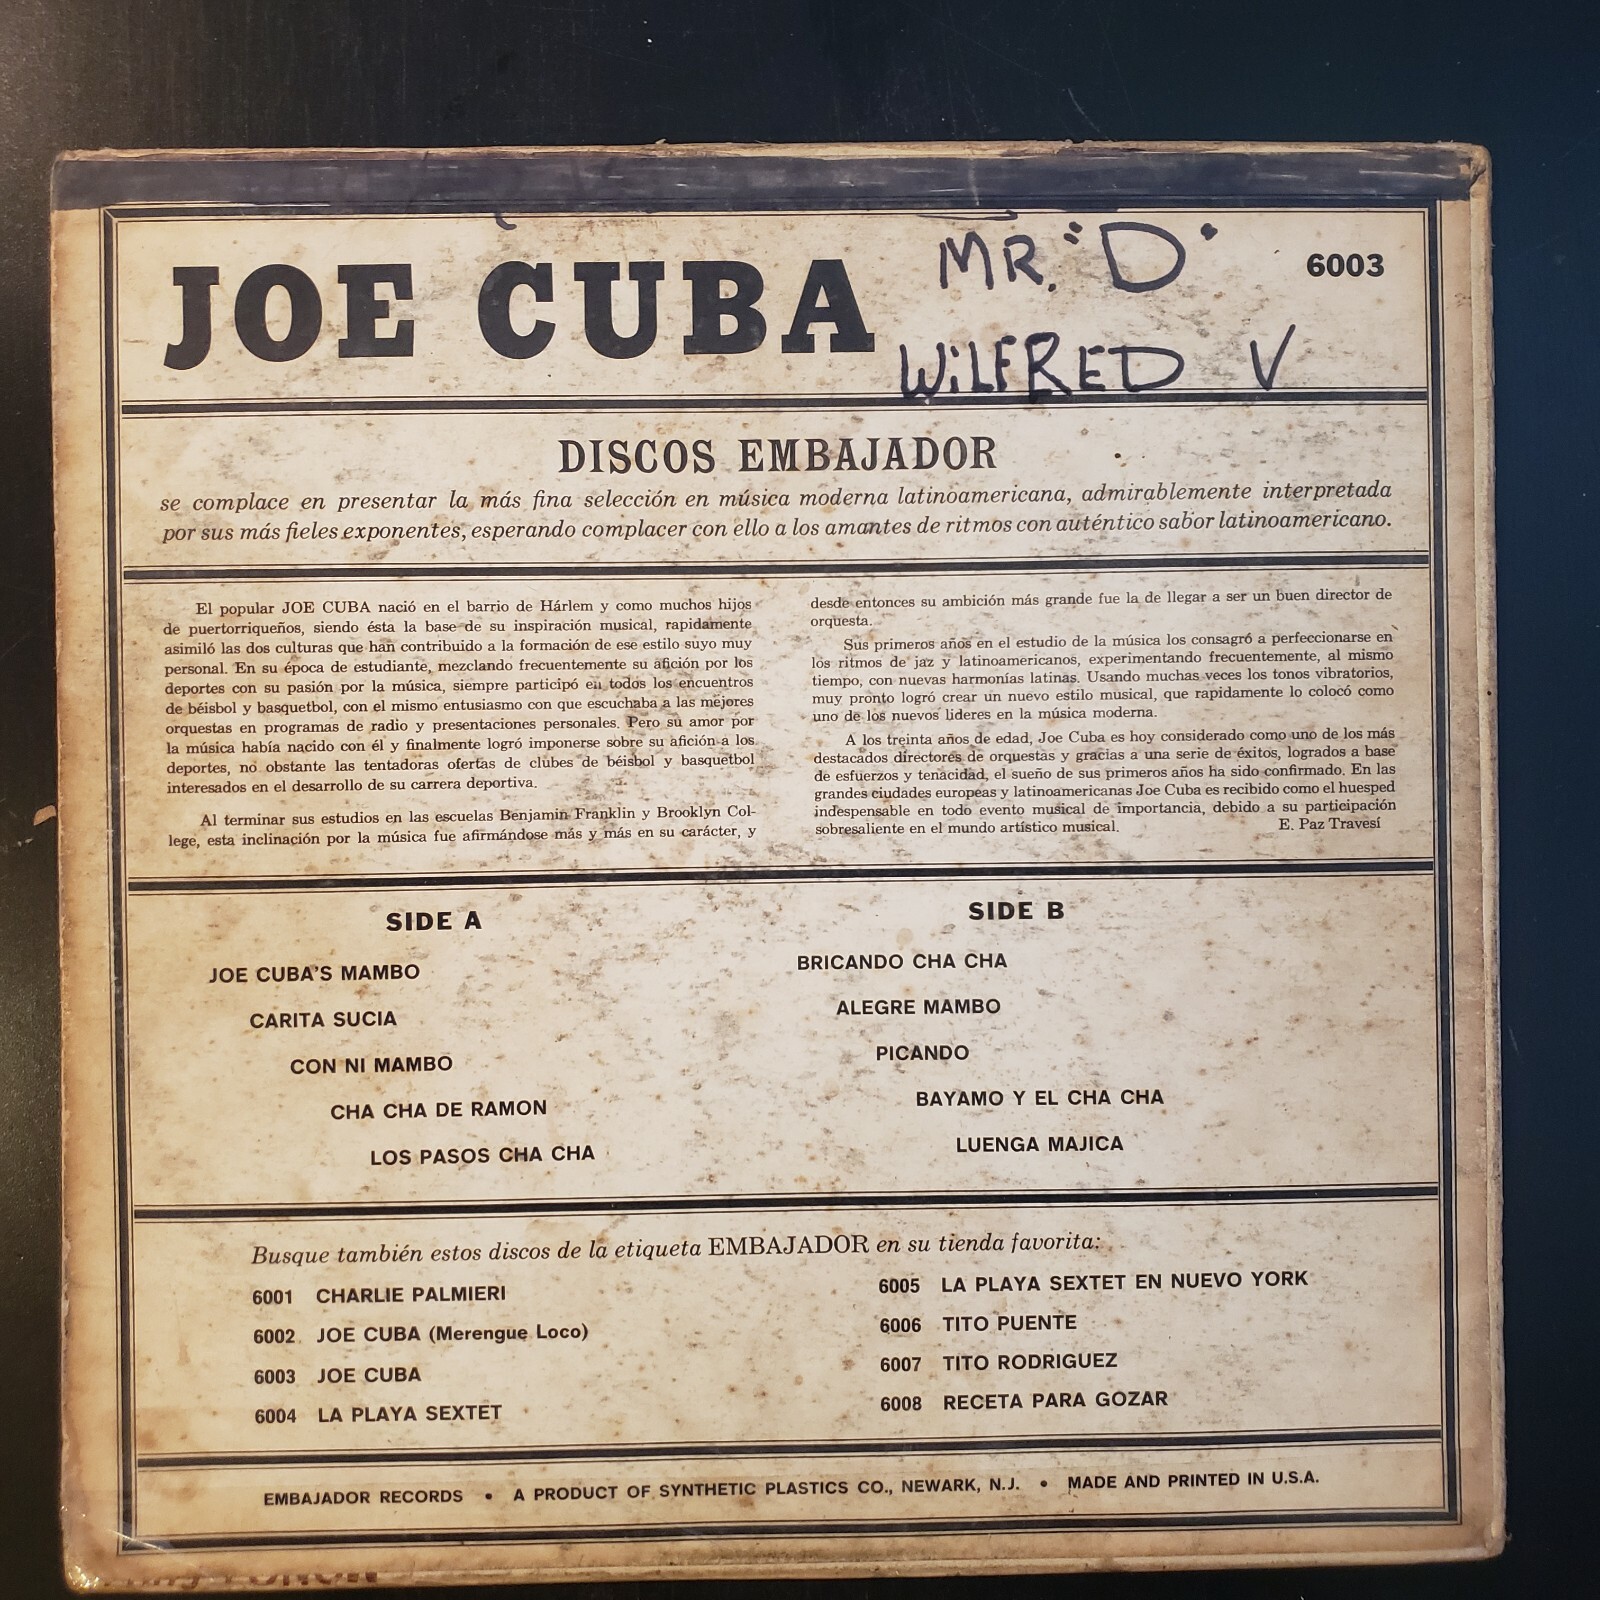 JOE CUBA
MR. "D"
6003
WILFRED V
DISCOS EMBAJADOR
se complace en presentar la más fina selección en música moderna latinoamericana, admirablemente interpretada
por sus más fieles exponentes, esperando complacer con ello a los amantes de ritmos con auténtico sabor latinoamericano.
El popular JOE CUBA nació en el barrio de Hárlem y como muchos hijos
de puertorriqueños, siendo ésta la base de su inspiración musical, rapidamente
asimiló las dos culturas que han contribuido a la formación de ese estilo suyo muy
personal. En su época de estudiante, mezclando frecuentemente su afición por los
deportes con su pasión por la música, siempre participó en todos los encuentros
de béisbol y basquetbol, con el mismo entusiasmo con que escuchaba a las mejores
orquestas en programas de radio y presentaciones personales. Pero su amor por
la música había nacido con él y finalmente logró imponerse sobre su afición a los
deportes, no obstante las tentadoras ofertas de clubes de béisbol y basquetbol
interesados en el desarrollo de su carrera deportiva.
Al terminar sus estudios en las escuelas Benjamin Franklin y Brooklyn Col-
lege, esta inclinación por la música fue afirmándose más y más en su carácter, y
desde entonces su ambición más grande fue la de llegar a ser un buen director de
orquesta.
Sus primeros años en el estudio de la música los consagró a perfeccionarse en
los ritmos de jaz y latinoamericanos, experimentando frecuentemente, al mismo
tiempo, con nuevas harmonías latinas. Usando muchas veces los tonos vibratorios,
muy pronto logró crear un nuevo estilo musical, que rapidamente lo colocó como
uno de los nuevos lideres en la música moderna.
A los treinta años de edad, Joe Cuba es hoy considerado como uno de los más
destacados directores de orquestas y gracias a una serie de éxitos, logrados a base
de esfuerzos y tenacidad, el sueño de sus primeros años ha sido confirmado. En las
grandes ciudades europeas y latinoamericanas Joe Cuba es recibido como el huesped
indespensable en todo evento musical de importancia, debido a su participación
sobresaliente en el mundo artístico musical. E. Paz Travesí
SIDE A
JOE CUBA'S MAMBO
CARITA SUCIA
CON NI MAMBO
CHA CHA DE RAMON
LOS PASOS CHA CHA
SIDE B
BRICANDO CHA CHA
ALEGRE MAMBO
PICANDO
BAYAMO Y EL CHA CHA
LUENGA MAJICA
Busque también estos discos de la etiqueta EMBAJADOR en su tienda favorita:
6001 CHARLIE PALMIERI
6002 JOE CUBA (Merengue Loco)
6003 JOE CUBA
6004 LA PLAYA SEXTET
6005 LA PLAYA SEXTET EN NUEVO YORK
6006 TITO PUENTE
6007 TITO RODRIGUEZ
6008 RECETA PARA GOZAR
EMBAJADOR RECORDS • A PRODUCT OF SYNTHETIC PLASTICS CO., NEWARK, N.J. • MADE AND PRINTED IN U.S.A.